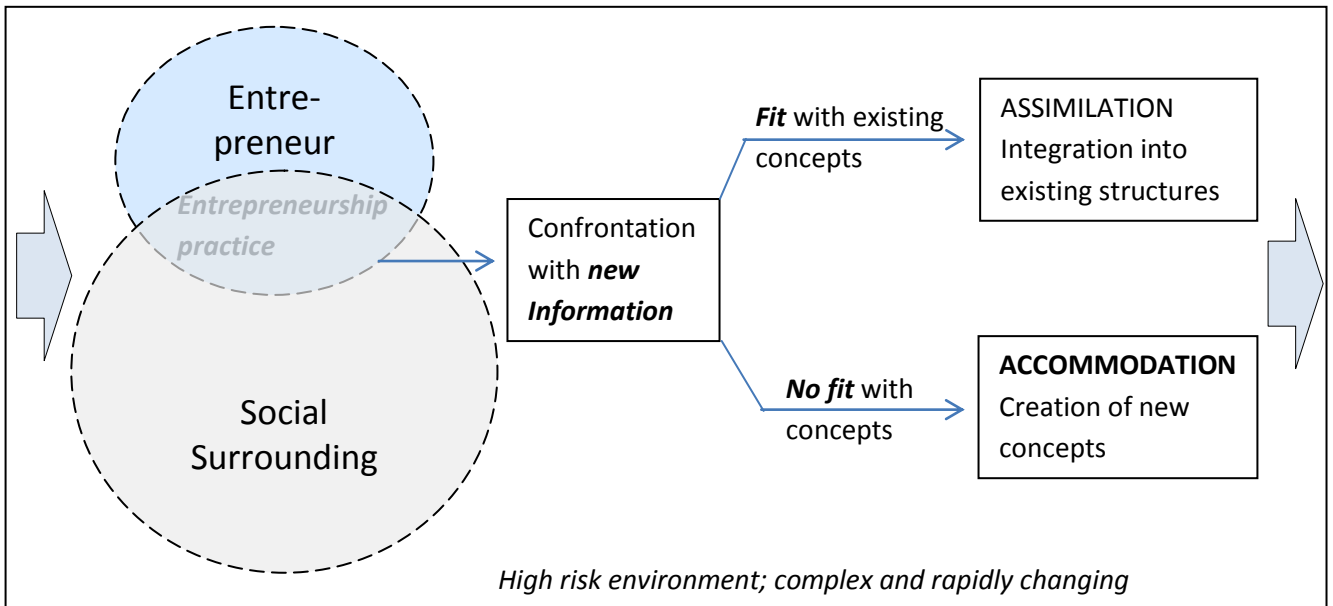 Entre-
preneur
Entrepreneurship
practice
Social
Surrounding
Confrontation
with new
Information
Fit with existing
concepts
ASSIMILATION
Integration into
existing structures
No fit with
concepts
ACCOMMODATION
Creation of new
concepts
High risk environment; complex and rapidly changing